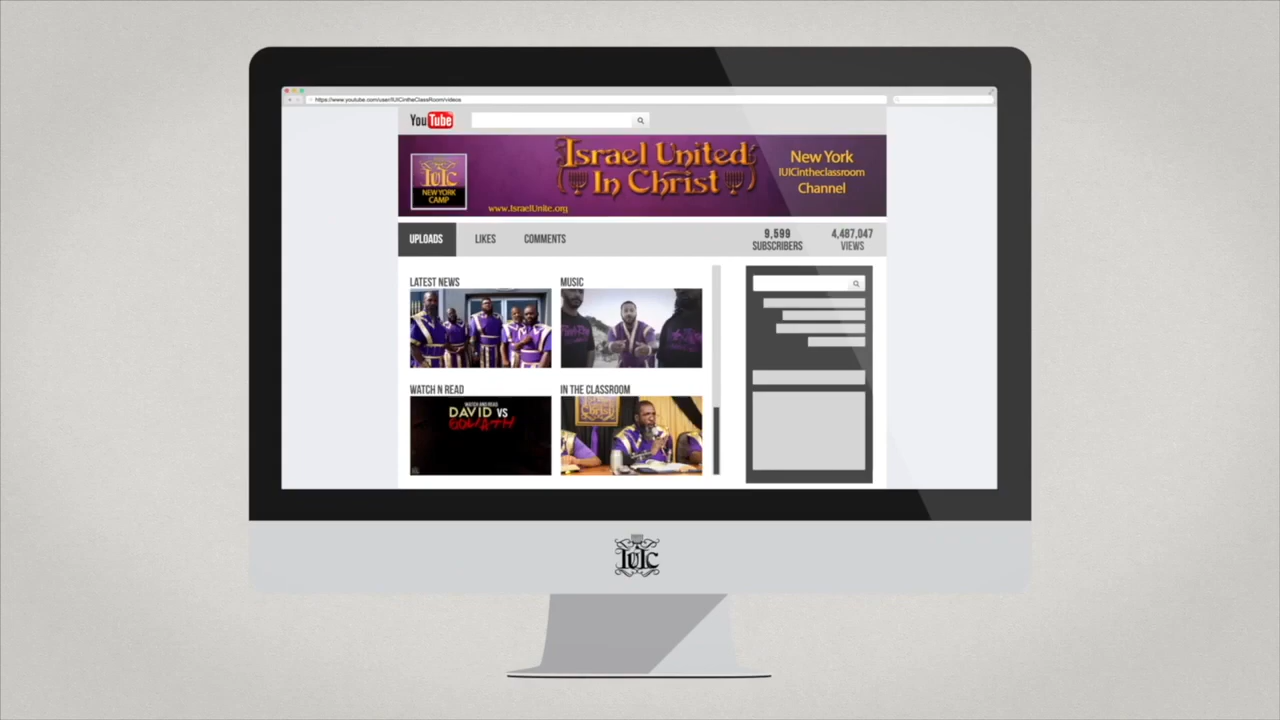 https://www.youtube.com/user/IUICintheClassRoom/videos
YouTube
IUIC
NEW YORK
CAMP
Israel United
In Christ
www.IsraelUnite.org
New York
IUICintheclassroom
Channel
UPLOADS
LIKES
COMMENTS
9,599
SUBSCRIBERS
4,487,047
VIEWS
LATEST NEWS
MUSIC
WATCH N READ
IN THE CLASSROOM
WATCH AND READ
DAVID VS
GOLIATH
Christ
IUIC